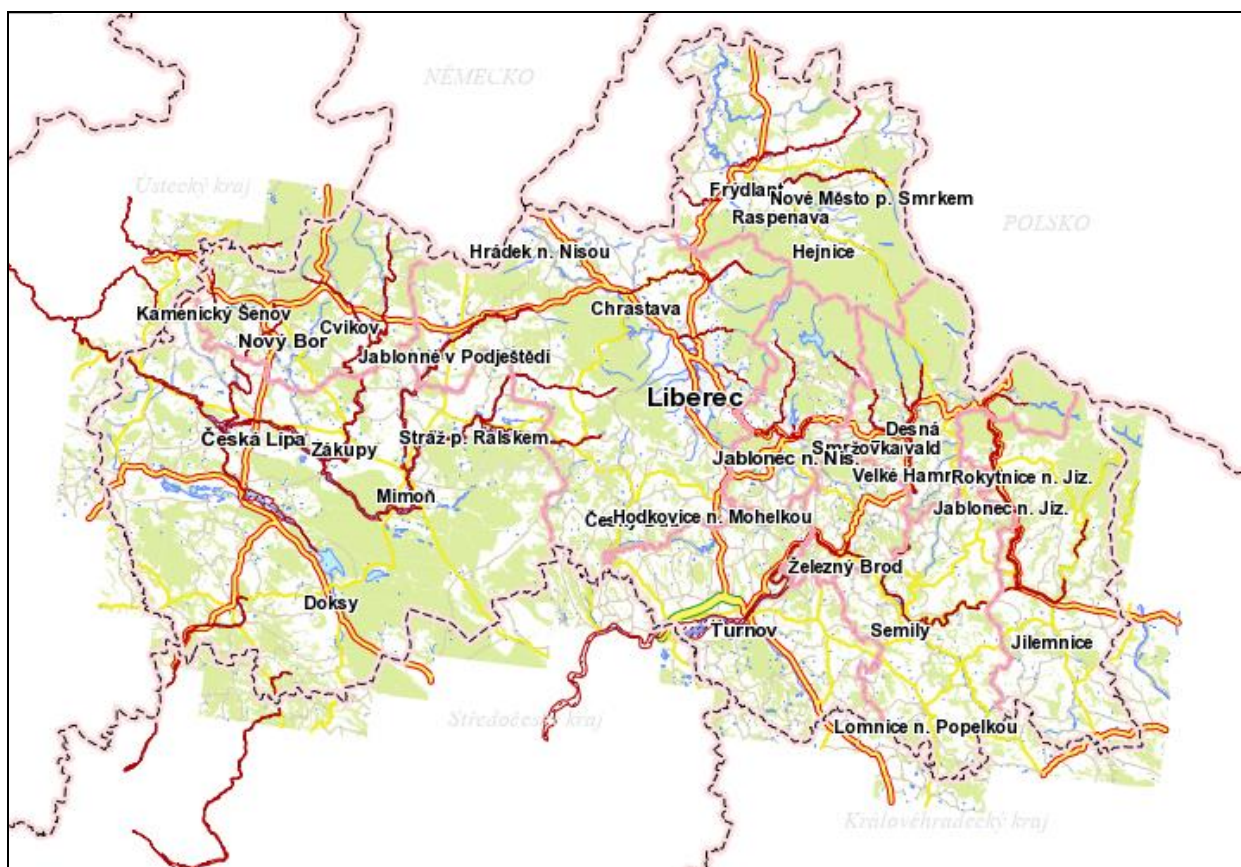 NĚMECKO
Ústecký kraj
Frýdlant
Nové Město p. Smrkem
Raspenava
POLSKO
Hrádek n. Nisou
Hejnice
Kamenický Šenov
Chrastava
Cvikov
Nový Bor
Jablonné v Podještědí
Liberec
Desná
Česká Lípa
Stráž p. Ralskem
Zákupy
Smržovka
Jablonec n. Nis.
Velké Hamr
Rokytnice n. Jiz.
Mimoň
Jablonec n. Jiz.
Hodkovice n. Mohelkou
Železný Brod
Doksy
Turnov
Semily
Jilemnice
Středočeský kraj
Lomnice n. Popelkou
Královéhradecký kraj